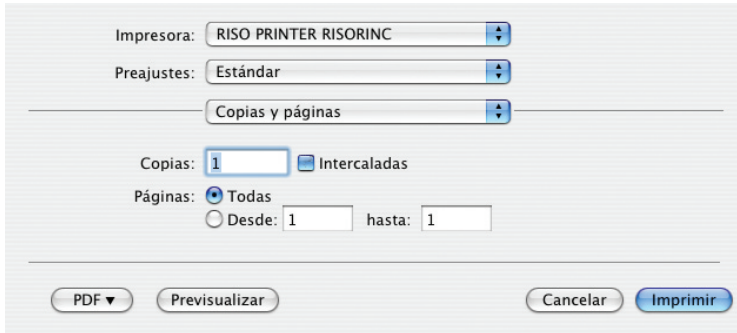 Impresora: RISO PRINTER RISORINC
Preajustes: Estándar
Copias y páginas
Copias: 1 Intercaladas
Páginas: Todas
Desde: 1 hasta: 1
PDF ▼ Previsualizar Cancelar Imprimir